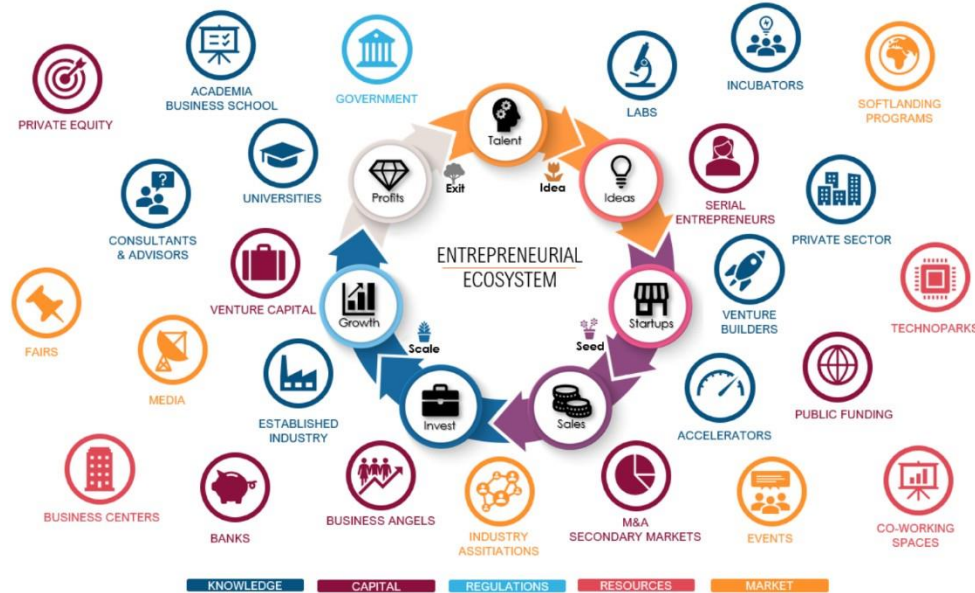 ACADEMIA
BUSINESS SCHOOL
GOVERNMENT
LABS
INCUBATORS
SOFTLANDING
PROGRAMS
PRIVATE EQUITY
Talent
Exit
Idea
Profits
Ideas
UNIVERSITIES
SERIAL
ENTREPRENEURS
CONSULTANTS
& ADVISORS
PRIVATE SECTOR
ENTREPRENEURIAL
ECOSYSTEM
VENTURE CAPITAL
Growth
Startups
VENTURE
BUILDERS
TECHNOPARKS
FAIRS
MEDIA
Scale
Seed
ESTABLISHED
INDUSTRY
Invest
Sales
ACCELERATORS
PUBLIC FUNDING
BUSINESS CENTERS
BANKS
BUSINESS ANGELS
INDUSTRY
ASSITIATIONS
M&A
SECONDARY MARKETS
EVENTS
CO-WORKING
SPACES
KNOWLEDGE
CAPITAL
REGULATIONS
RESOURCES
MARKET